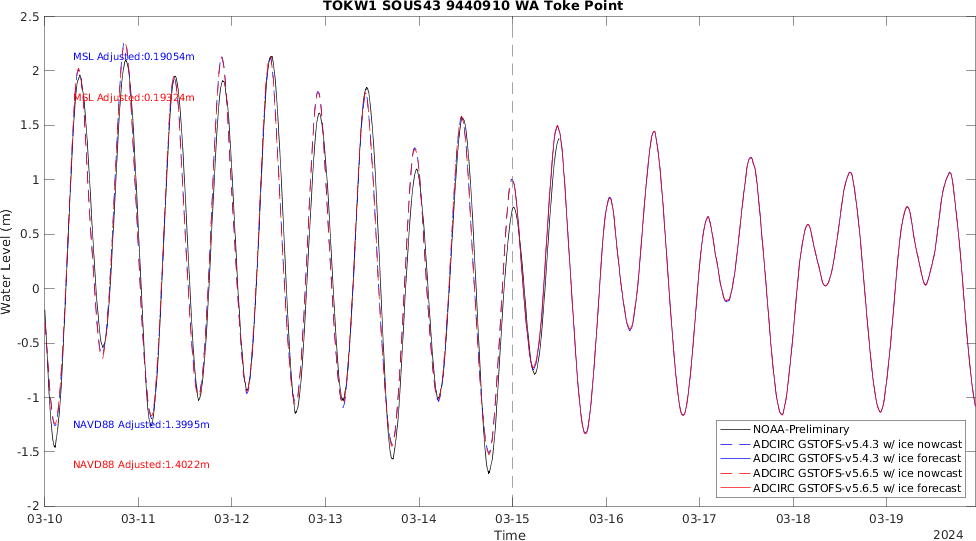 TOKW1 SOUS43 9440910 WA Toke Point
2.5
2
1.5
1
0.5
0
-0.5
-1
-1.5
-2
Water Level (m)
MSL Adjusted:0.19054m
MSL Adjusted:0.19324m
NAVD88 Adjusted:1.3995m
NAVD88 Adjusted:1.4022m
NOAA-Preliminary
ADCIRC GSTOFS-v5.4.3 w/ ice nowcast
ADCIRC GSTOFS-v5.4.3 w/ ice forecast
ADCIRC GSTOFS-v5.6.5 w/ ice nowcast
ADCIRC GSTOFS-v5.6.5 w/ ice forecast
03-10 03-11 03-12 03-13 03-14 03-15 03-16 03-17 03-18 03-19
Time
2024